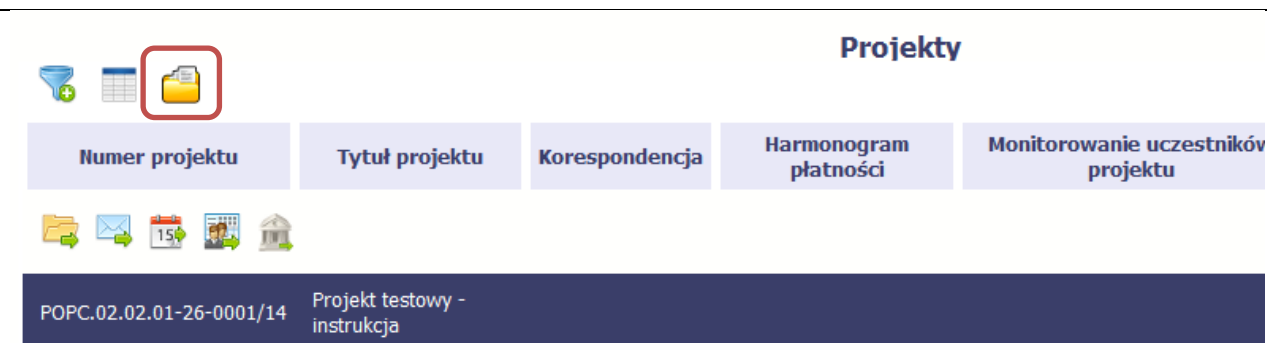 Projekty
Numer projektu
Tytuł projektu
Korespondencja
Harmonogram
płatności
Monitorowanie uczestników
projektu
15
POPC.02.02.01-26-0001/14
Projekt testowy -
instrukcja